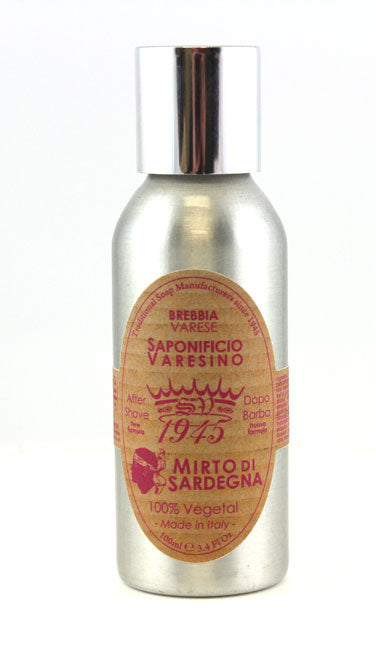 Traditional Soap Manufacturers since 1945
BREBBIA
VARESE
SAPONIFICIO
VARESINO
After
Shave
new
formula
SV
1945
Dopo
Barba
nuova
formula
MIRTO DI
SARDEGNA
100% Vegetal
- Made in Italy -
100ml e 3.4 Fl Oz